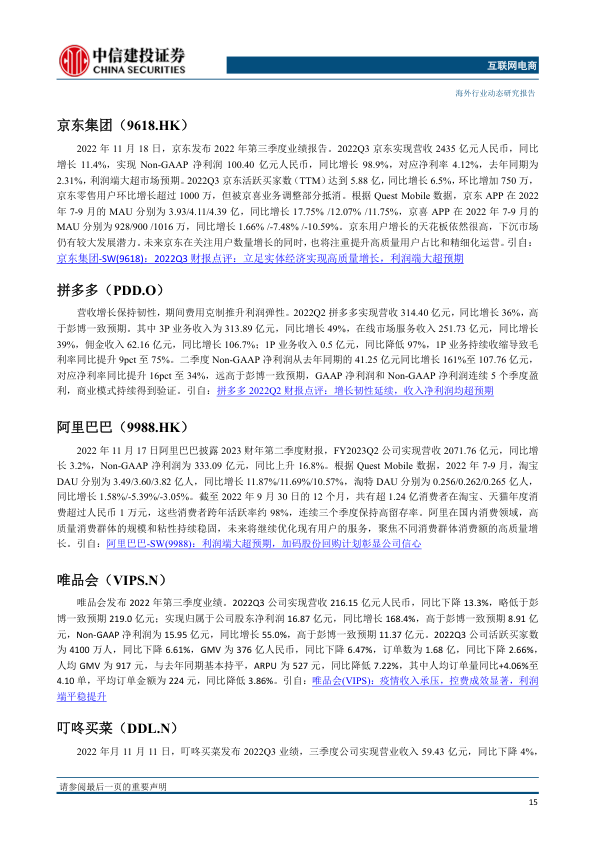 中信建投证券
CHINA SECURITIES
互联网电商
海外行业动态研究报告
京东集团（9618.HK）
2022 年 11 月 18 日，京东发布 2022 年第三季度业绩报告。2022Q3 京东实现营收 2435 亿元人民币，同比
增长 11.4%，实现 Non-GAAP 净利润 100.40 亿元人民币，同比增长 98.9%，对应净利率 4.12%，去年同期为
2.31%，利润端大超市场预期。2022Q3 京东活跃买家数（TTM）达到 5.88 亿，同比增长 6.5%，环比增加 750 万，
京东零售用户环比增长超过 1000 万，但被京喜业务调整部分抵消。根据 Quest Mobile 数据，京东 APP 在 2022
年 7-9 月的 MAU 分别为 3.93/4.11/4.39 亿，同比增长 17.75% /12.07% /11.75%，京喜 APP 在 2022 年 7-9 月的
MAU 分别为 928/900 /1016 万，同比增长 1.66% /-7.48% /-10.59%。京东用户增长的天花板依然很高，下沉市场
仍有较大发展潜力。未来京东在关注用户数量增长的同时，也将注重提升高质量用户占比和精细化运营。引自：
京东集团-SW(9618)：2022Q3 财报点评：立足实体经济实现高质量增长，利润端大超预期
拼多多（PDD.O）
营收增长保持韧性，期间费用克制推升利润弹性。2022Q2 拼多多实现营收 314.40 亿元，同比增长 36%，高
于彭博一致预期。其中 3P 业务收入为 313.89 亿元，同比增长 49%，在线市场服务收入 251.73 亿元，同比增长
39%，佣金收入 62.16 亿元，同比增长 106.7%；1P 业务收入 0.5 亿元，同比降低 97%，1P 业务持续收缩导致毛
利率同比提升 9pct 至 75%。二季度 Non-GAAP 净利润从去年同期的 41.25 亿元同比增长 161%至 107.76 亿元，
对应净利率同比提升 16pct 至 34%，远高于彭博一致预期，GAAP 净利润和 Non-GAAP 净利润连续 5 个季度盈
利，商业模式持续得到验证。引自：拼多多 2022Q2 财报点评：增长韧性延续，收入净利润均超预期
阿里巴巴（9988.HK）
2022 年 11 月 17 日阿里巴巴披露 2023 财年第二季度财报，FY2023Q2 公司实现营收 2071.76 亿元，同比增
长 3.2%，Non-GAAP 净利润为 333.09 亿元，同比上升 16.8%。根据 Quest Mobile 数据，2022 年 7-9 月，淘宝
DAU 分别为 3.49/3.60/3.82 亿人，同比增长 11.87%/11.69%/10.57%，淘特 DAU 分别为 0.256/0.262/0.265 亿人，
同比增长 1.58%/-5.39%/-3.05%。截至 2022 年 9 月 30 日的 12 个月，共有超 1.24 亿消费者在淘宝、天猫年度消
费超过人民币 1 万元，这些消费者跨年活跃率约 98%，连续三个季度保持高留存率。阿里在国内消费领域，高
质量消费群体的规模和粘性持续稳固，未来将继续优化现有用户的服务，聚焦不同消费群体消费额的高质量增
长。引自：阿里巴巴-SW(9988)：利润端大超预期，加码股份回购计划彰显公司信心
唯品会（VIPS.N）
唯品会发布 2022 年第三季度业绩。2022Q3 公司实现营收 216.15 亿元人民币，同比下降 13.3%，略低于彭
博一致预期 219.0 亿元；实现归属于公司股东净利润 16.87 亿元，同比增长 168.4%，高于彭博一致预期 8.91 亿
元，Non-GAAP 净利润为 15.95 亿元，同比增长 55.0%，高于彭博一致预期 11.37 亿元。2022Q3 公司活跃买家数
为 4100 万人，同比下降 6.61%，GMV 为 376 亿人民币，同比下降 6.47%，订单数为 1.68 亿，同比下降 2.66%，
人均 GMV 为 917 元，与去年同期基本持平，ARPU 为 527 元，同比降低 7.22%，其中人均订单量同比+4.06%至
4.10 单，平均订单金额为 224 元，同比降低 3.86%。引自：唯品会(VIPS)：疫情收入承压，控费成效显著，利润
端平稳提升
叮咚买菜（DDL.N）
2022 年 月 11 月 11 日，叮咚买菜发布 2022Q3 业绩，三季度公司实现营业收入 59.43 亿元，同比下降 4%，
请参阅最后一页的重要声明
15